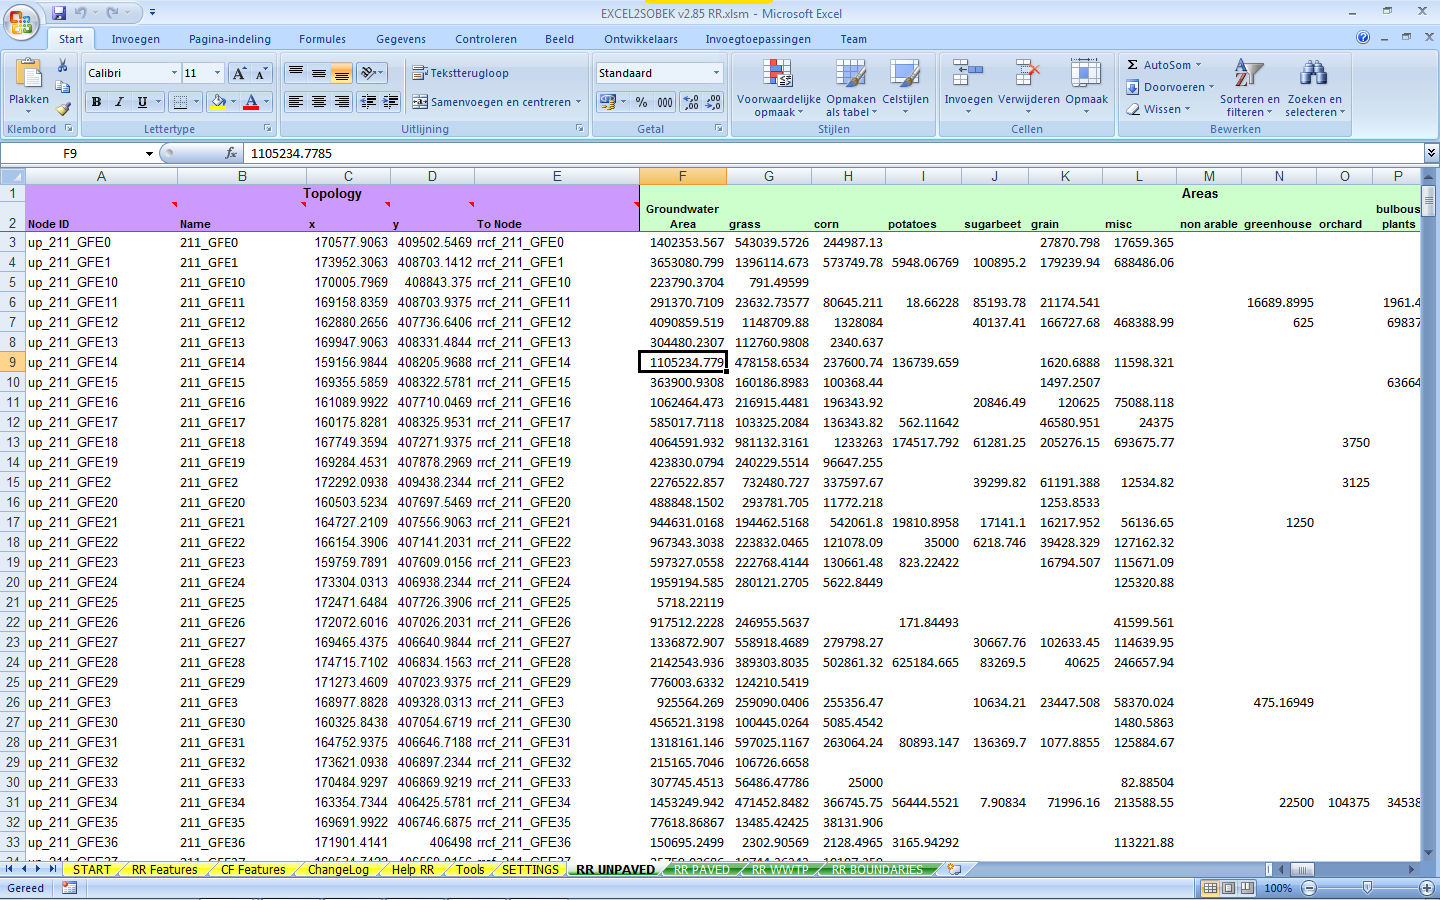 EXCEL2SOBEK v2.85 RR.xlsm - Microsoft Excel
Start Invoegen Pagina-indeling Formules Gegevens Controleren Beeld Ontwikkelaars Invoegtoepassingen Team
Plakken
Klembord
Calibri 11
B I U A
Lettertype
Tekstterugloop
Samenvoegen en centreren
Uitlijning
Standaard
% 000
Getal
Voorwaardelijke opmaak
Opmaken als tabel
Celstijlen
Stijlen
Invoegen Verwijderen Opmaak
Cellen
Σ AutoSom
Doorvoeren
Wissen
Sorteren en filteren
Zoeken en selecteren
Bewerken
F9 fx 1105234.7785
A B C D E F G H I J K L M N O P
1 Topology Areas
2 Node ID Name x y To Node Groundwater Area grass corn potatoes sugarbeet grain misc non arable greenhouse orchard bulbous plants
3 up_211_GFE0 211_GFE0 170577.9063 409502.5469 rrcf_211_GFE0 1402353.567 543039.5726 244987.13 27870.798 17659.365
4 up_211_GFE1 211_GFE1 173952.3063 408703.1412 rrcf_211_GFE1 3653080.799 1396114.673 573749.78 5948.06769 100895.2 179239.94 688486.06
5 up_211_GFE10 211_GFE10 170005.7969 408843.375 rrcf_211_GFE10 223790.3704 791.49599
6 up_211_GFE11 211_GFE11 169158.8359 408703.9375 rrcf_211_GFE11 291370.7109 23632.73577 80645.211 18.66228 85193.78 21174.541 16689.8995 1961.4
7 up_211_GFE12 211_GFE12 162880.2656 407736.6406 rrcf_211_GFE12 4090859.519 1148709.88 1328084 40137.41 166727.68 468388.99 625 69837
8 up_211_GFE13 211_GFE13 169947.9063 408331.4844 rrcf_211_GFE13 304480.2307 112760.9808 2340.637
9 up_211_GFE14 211_GFE14 159156.9844 408205.9688 rrcf_211_GFE14 1105234.779 478158.6534 237600.74 136739.659 1620.6888 11598.321
10 up_211_GFE15 211_GFE15 169355.5859 408322.5781 rrcf_211_GFE15 363900.9308 160186.8983 100368.44 1497.2507 63664
11 up_211_GFE16 211_GFE16 161089.9922 407710.0469 rrcf_211_GFE16 1062464.473 216915.4481 196343.92 20846.49 120625 75088.118
12 up_211_GFE17 211_GFE17 160175.8281 408325.9531 rrcf_211_GFE17 585017.7118 103325.2084 136343.82 562.11642 46580.951 24375
13 up_211_GFE18 211_GFE18 167749.3594 407271.9375 rrcf_211_GFE18 4064591.932 981132.3161 1233263 174517.792 61281.25 205276.15 693675.77 3750
14 up_211_GFE19 211_GFE19 169284.4531 407878.2969 rrcf_211_GFE19 423830.0794 240229.5514 96647.255
15 up_211_GFE2 211_GFE2 172292.0938 409438.2344 rrcf_211_GFE2 2276522.857 732480.727 337597.67 39299.82 61191.388 12534.82 3125
16 up_211_GFE20 211_GFE20 160503.5234 407697.5469 rrcf_211_GFE20 488848.1502 293781.705 11772.218 1253.8533
17 up_211_GFE21 211_GFE21 164727.2109 407556.9063 rrcf_211_GFE21 944631.0168 194462.5168 542061.8 19810.8958 17141.1 16217.952 56136.65 1250
18 up_211_GFE22 211_GFE22 166154.3906 407141.2031 rrcf_211_GFE22 967343.3038 223832.0465 121078.09 35000 6218.746 39428.329 127162.32
19 up_211_GFE23 211_GFE23 159759.7891 407609.0156 rrcf_211_GFE23 597327.0558 222768.4144 130661.48 823.22422 16794.507 115671.09
20 up_211_GFE24 211_GFE24 173304.0313 406938.2344 rrcf_211_GFE24 1959194.585 280121.2705 5622.8449 125320.88
21 up_211_GFE25 211_GFE25 172471.6484 407726.3906 rrcf_211_GFE25 5718.22119
22 up_211_GFE26 211_GFE26 172072.6016 407026.2031 rrcf_211_GFE26 917512.2228 246955.5637 171.84493 41599.561
23 up_211_GFE27 211_GFE27 169465.4375 406640.9844 rrcf_211_GFE27 1336872.907 558918.4689 279798.27 30667.76 102633.45 114639.95
24 up_211_GFE28 211_GFE28 174715.7102 406834.1563 rrcf_211_GFE28 2142543.936 389303.8035 502861.32 625184.665 83269.5 40625 246657.94
25 up_211_GFE29 211_GFE29 171273.4609 407023.9375 rrcf_211_GFE29 776003.6332 124210.5419
26 up_211_GFE3 211_GFE3 168977.8828 409328.0313 rrcf_211_GFE3 925564.269 259090.0406 255356.47 10634.21 23447.508 58370.024 475.16949
27 up_211_GFE30 211_GFE30 160325.8438 407054.6719 rrcf_211_GFE30 456521.3198 100445.0264 5085.4542 1480.5863
28 up_211_GFE31 211_GFE31 164752.9375 406646.7188 rrcf_211_GFE31 1318161.146 597025.1167 263064.24 80893.147 136369.7 1077.8855 125884.67
29 up_211_GFE32 211_GFE32 173621.0938 406897.2344 rrcf_211_GFE32 215165.7046 106726.6658
30 up_211_GFE33 211_GFE33 170484.9297 406869.9219 rrcf_211_GFE33 307745.4513 56486.47786 25000 82.88504
31 up_211_GFE34 211_GFE34 163354.7344 406425.5781 rrcf_211_GFE34 1453249.942 471452.8482 366745.75 56444.5521 7.90834 71996.16 213588.55 22500 104375 34538
32 up_211_GFE35 211_GFE35 169691.9922 406746.6875 rrcf_211_GFE35 77618.86867 13485.42425 38131.906
33 up_211_GFE36 211_GFE36 171901.4141 406498 rrcf_211_GFE36 150695.2499 2302.90569 2128.4965 3165.94292 113221.88
START RR Features CF Features ChangeLog Help RR Tools SETTINGS RR UNPAVED RR PAVED RR WWTP RR BOUNDARIES
Gereed 100%